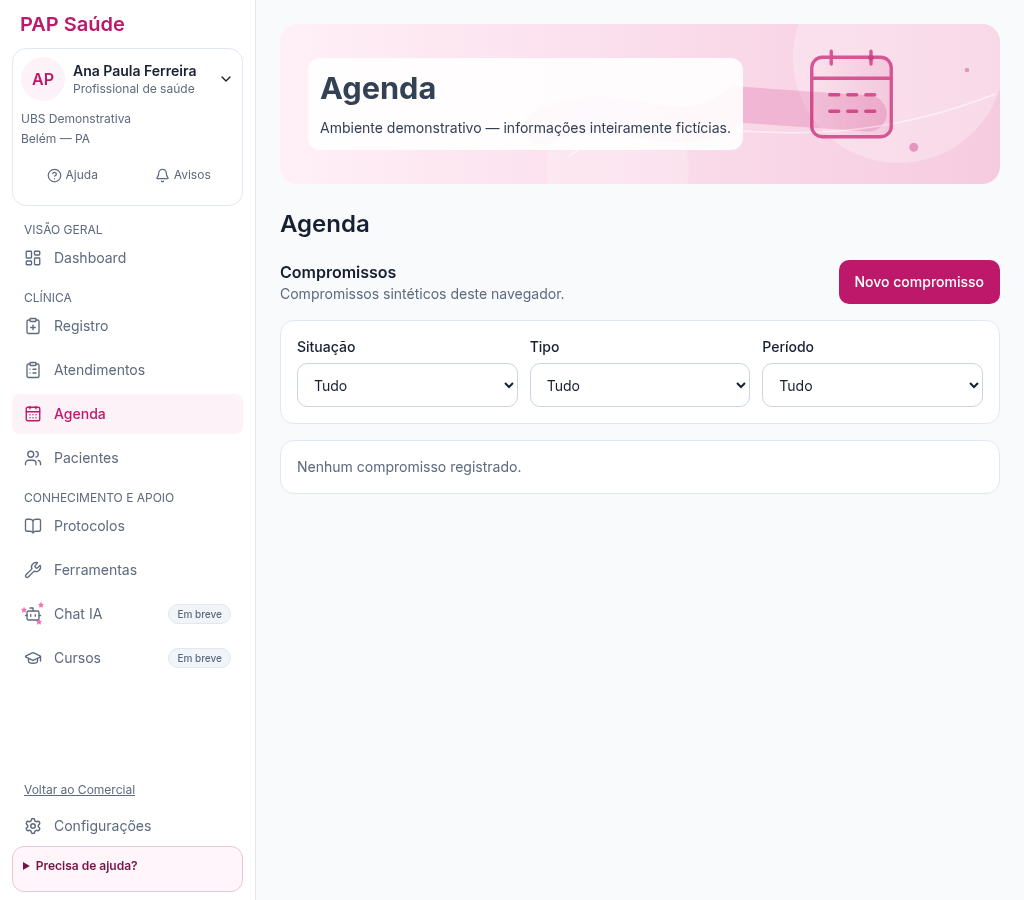 PAP Saúde
AP
Ana Paula Ferreira
Profissional de saúde
UBS Demonstrativa
Belém — PA
Ajuda
Avisos
VISÃO GERAL
Dashboard
CLÍNICA
Registro
Atendimentos
Agenda
Pacientes
CONHECIMENTO E APOIO
Protocolos
Ferramentas
Chat IA
Em breve
Cursos
Em breve
Voltar ao Comercial
Configurações
Precisa de ajuda?
Agenda
Ambiente demonstrativo — informações inteiramente fictícias.
Agenda
Compromissos
Compromissos sintéticos deste navegador.
Novo compromisso
Situação
Tipo
Período
Tudo
Tudo
Tudo
Nenhum compromisso registrado.